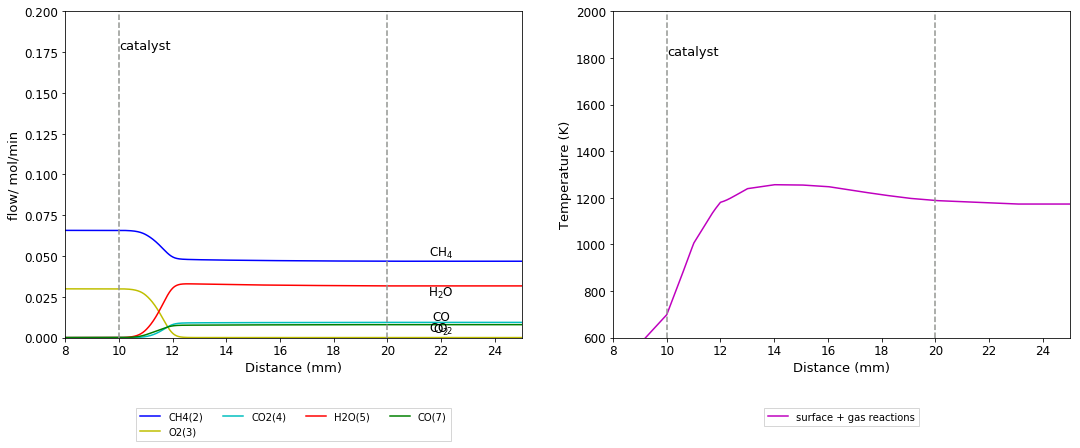 0.200
0.175
0.150
0.125
0.100
0.075
0.050
0.025
0.000
flow/ mol/min
catalyst
CH₄
H₂O
CO
8 10 12 14 16 18 20 22 24
Distance (mm)
CH4(2) CO2(4) H2O(5) CO(7)
O2(3)
2000
1800
1600
1400
1200
1000
800
600
Temperature (K)
catalyst
8 10 12 14 16 18 20 22 24
Distance (mm)
surface + gas reactions